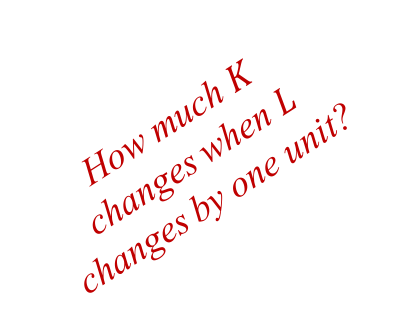 How much K
changes when L
changes by one unit?